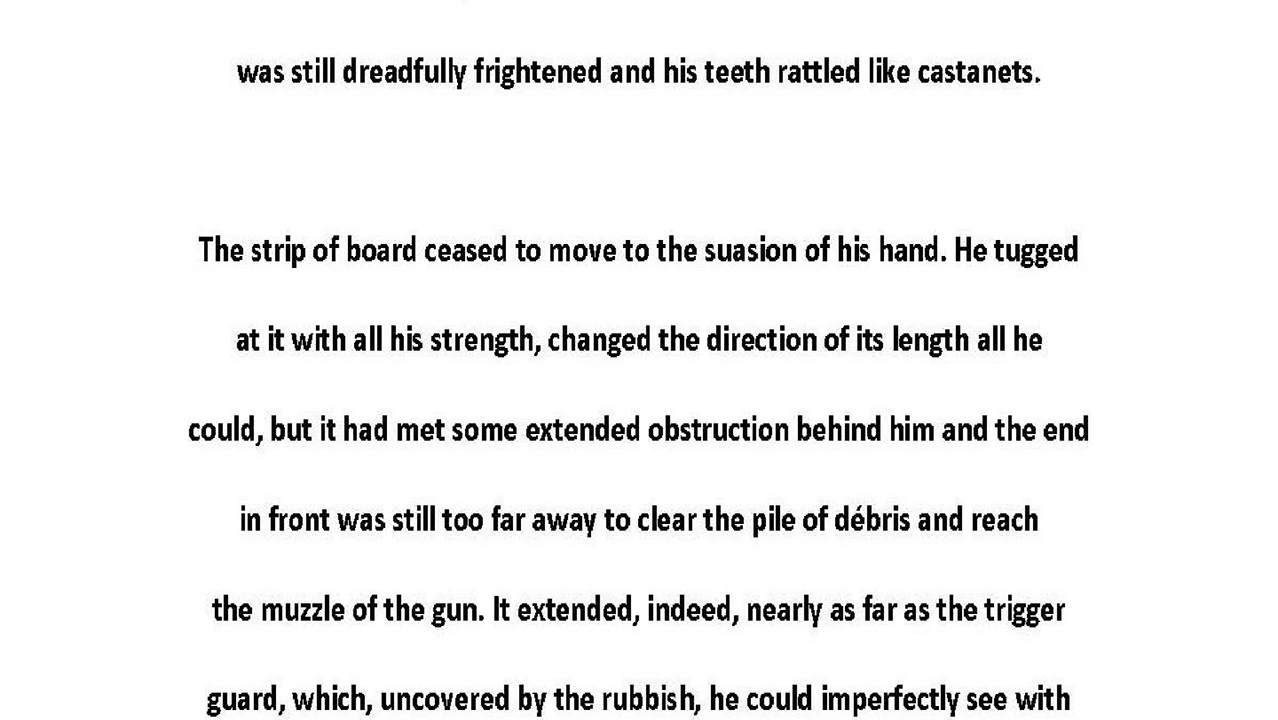 was still dreadfully frightened and his teeth rattled like castanets.
The strip of board ceased to move to the suasion of his hand. He tugged
at it with all his strength, changed the direction of its length all he
could, but it had met some extended obstruction behind him and the end
in front was still too far away to clear the pile of débris and reach
the muzzle of the gun. It extended, indeed, nearly as far as the trigger
guard, which, uncovered by the rubbish, he could imperfectly see with